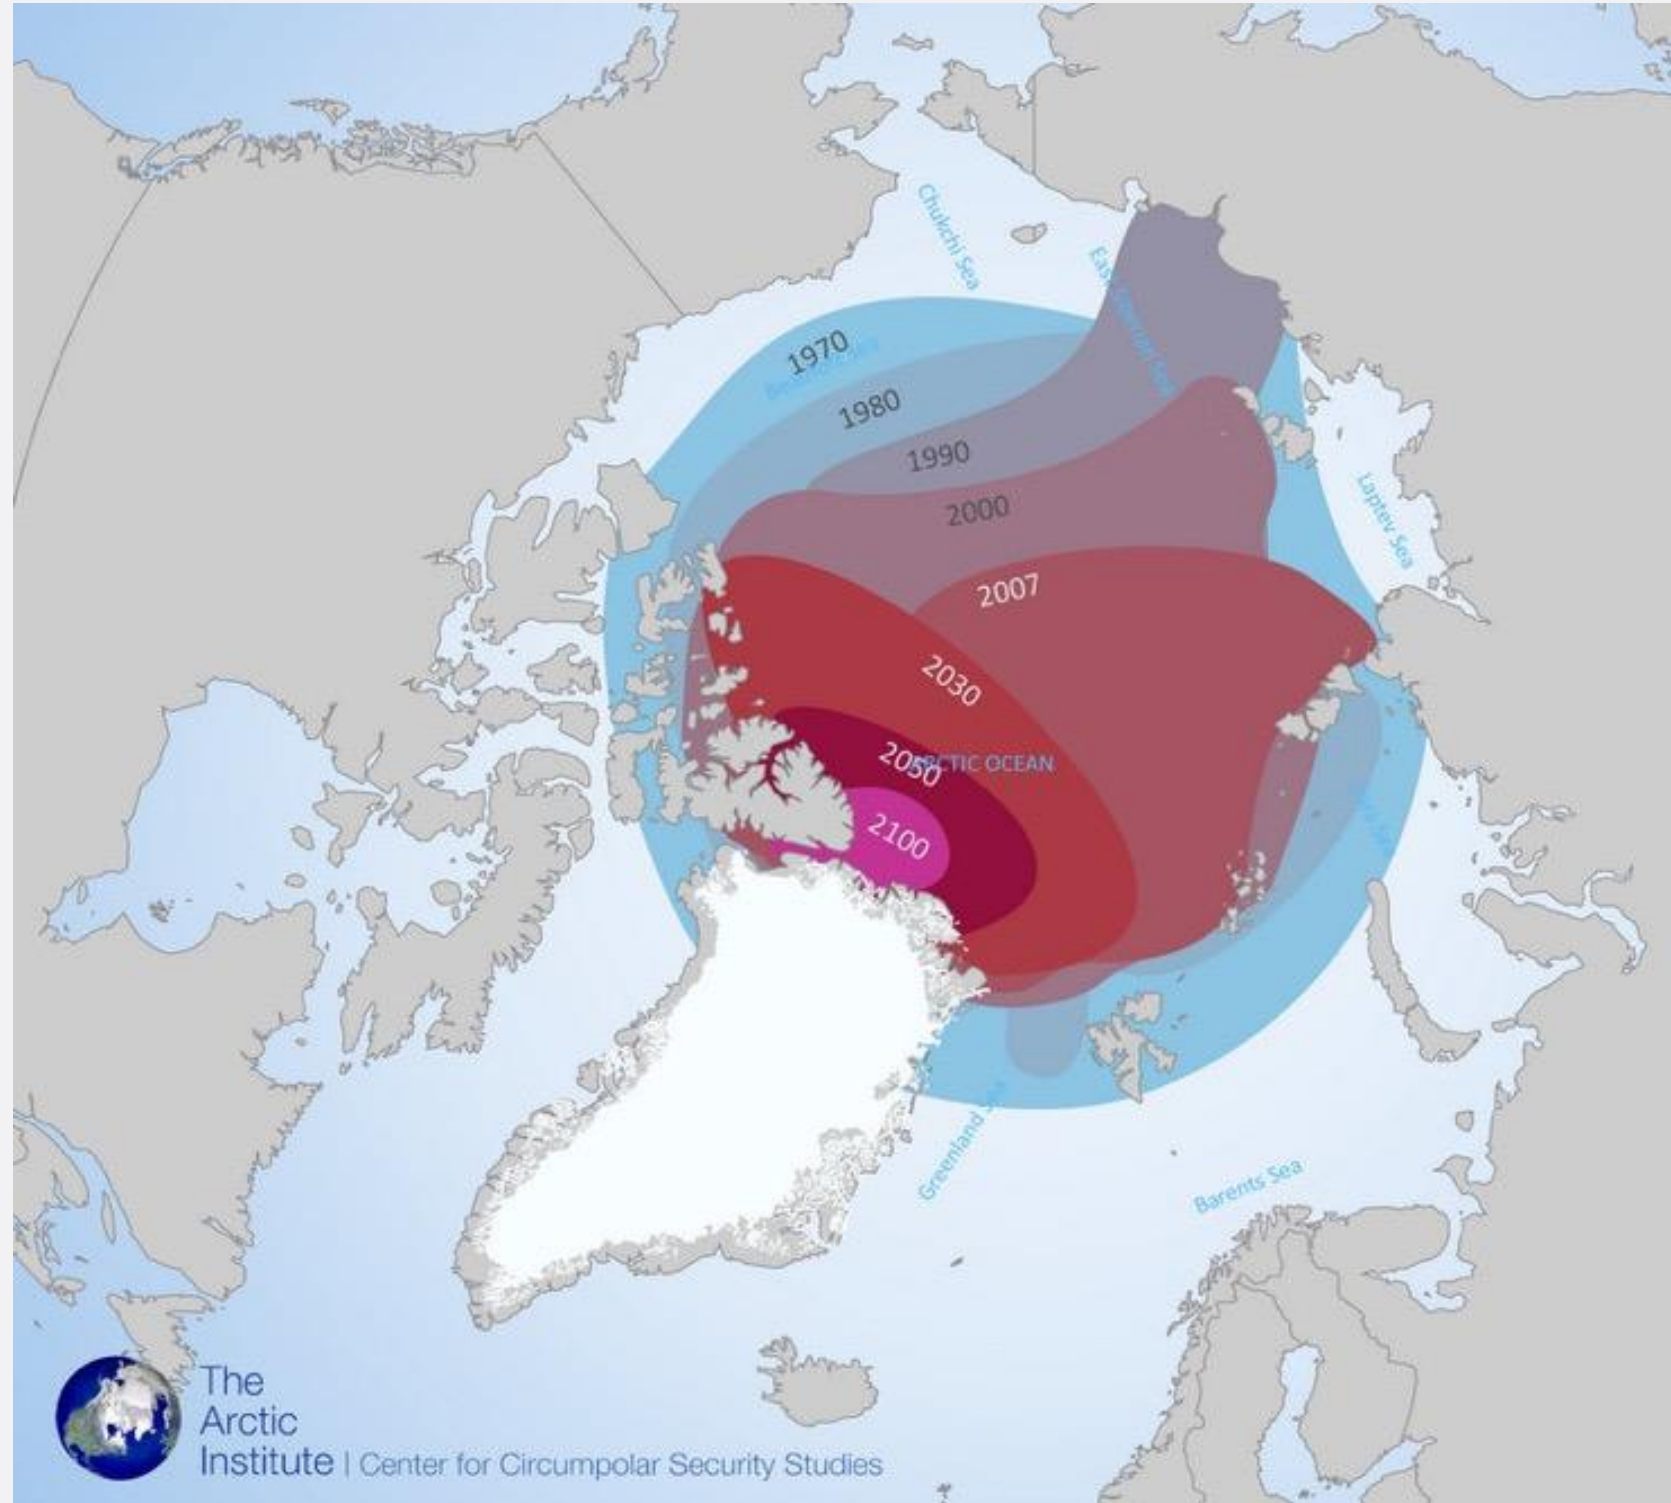 Chukchi Sea
1970
1980
1990
Laptev Sea
2000
2007
2030
2050
ARCTIC OCEAN
2100
Greenland Sea
Barents Sea
The
Arctic
Institute | Center for Circumpolar Security Studies